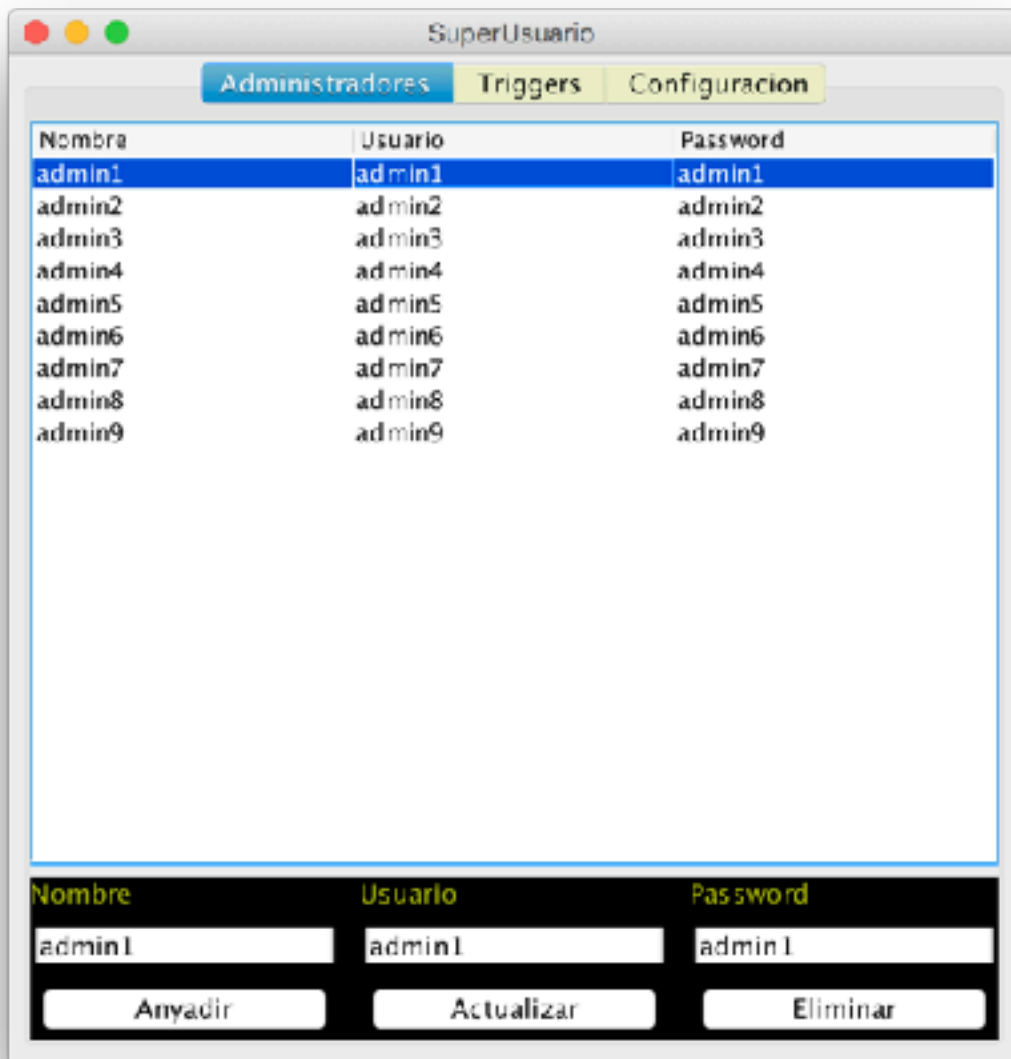 SuperUsuario
Administradores Triggers Configuracion
Nombre Usuario Password
admin1 admin1 admin1
admin2 admin2 admin2
admin3 admin3 admin3
admin4 admin4 admin4
admin5 admin5 admin5
admin6 admin6 admin6
admin7 admin7 admin7
admin8 admin8 admin8
admin9 admin9 admin9
Nombre Usuario Password
admin1 admin1 admin1
Anyadir Actualizar Eliminar